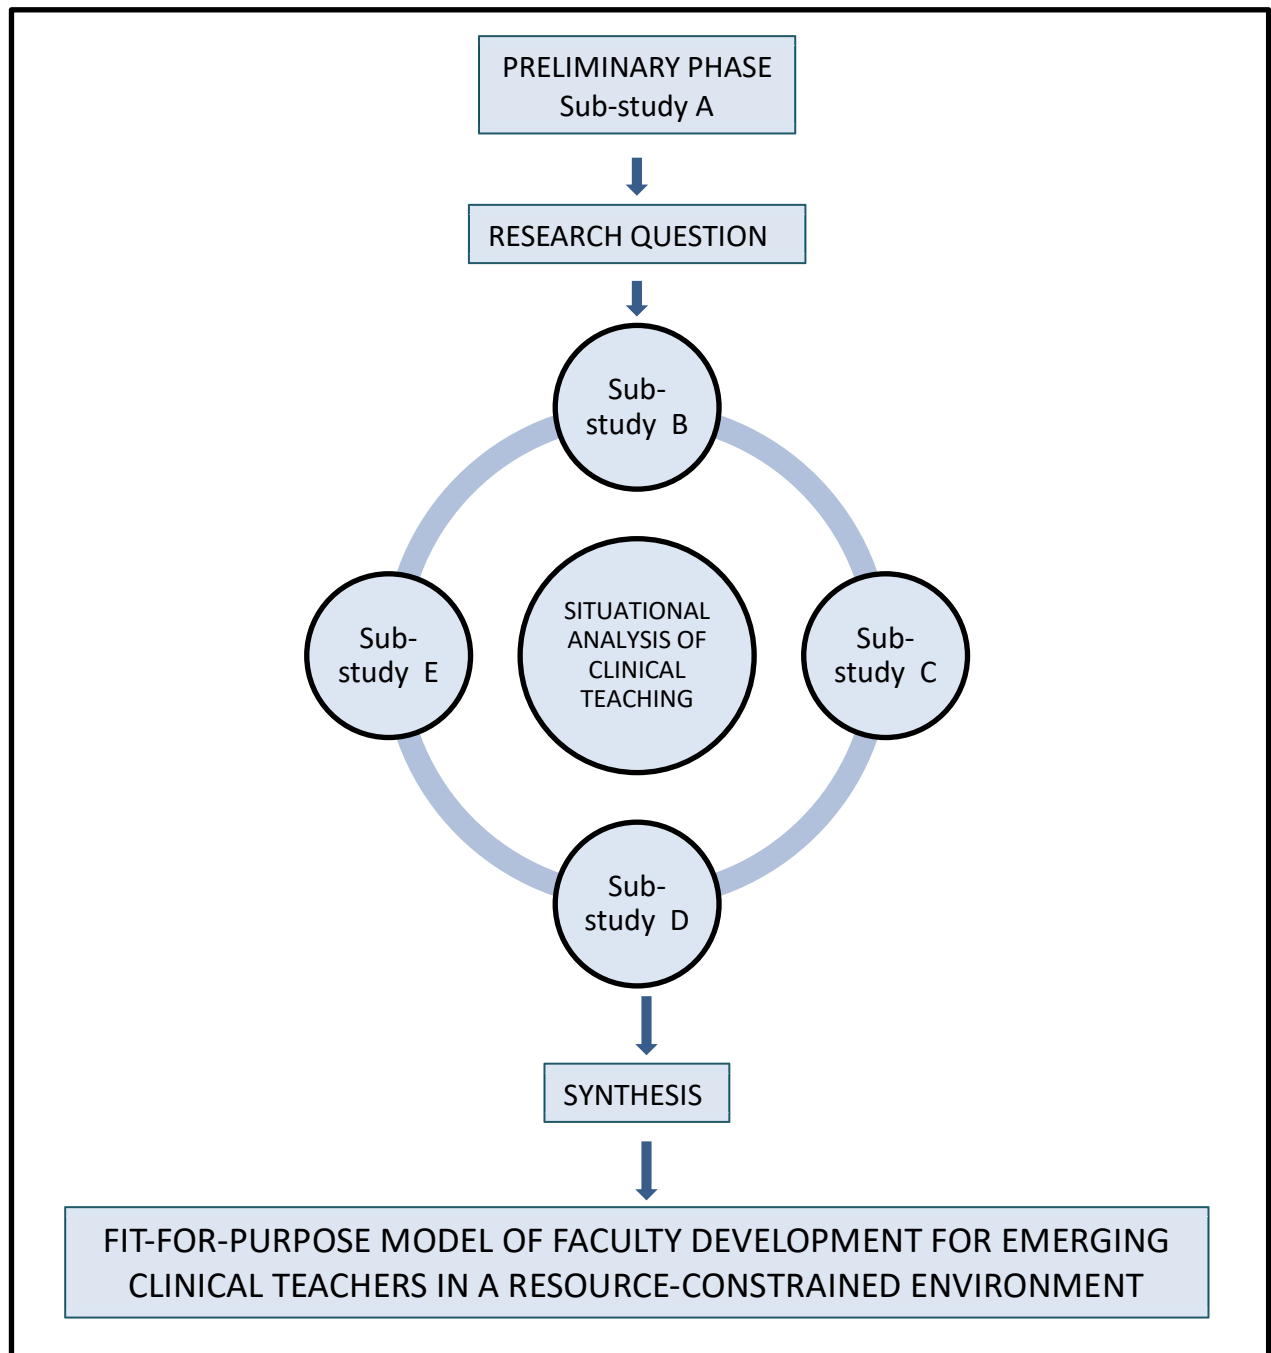 PRELIMINARY PHASE
Sub-study A
RESEARCH QUESTION
Sub-
study B
Sub-
study E
SITUATIONAL
ANALYSIS OF
CLINICAL
TEACHING
Sub-
study C
Sub-
study D
SYNTHESIS
FIT-FOR-PURPOSE MODEL OF FACULTY DEVELOPMENT FOR EMERGING
CLINICAL TEACHERS IN A RESOURCE-CONSTRAINED ENVIRONMENT